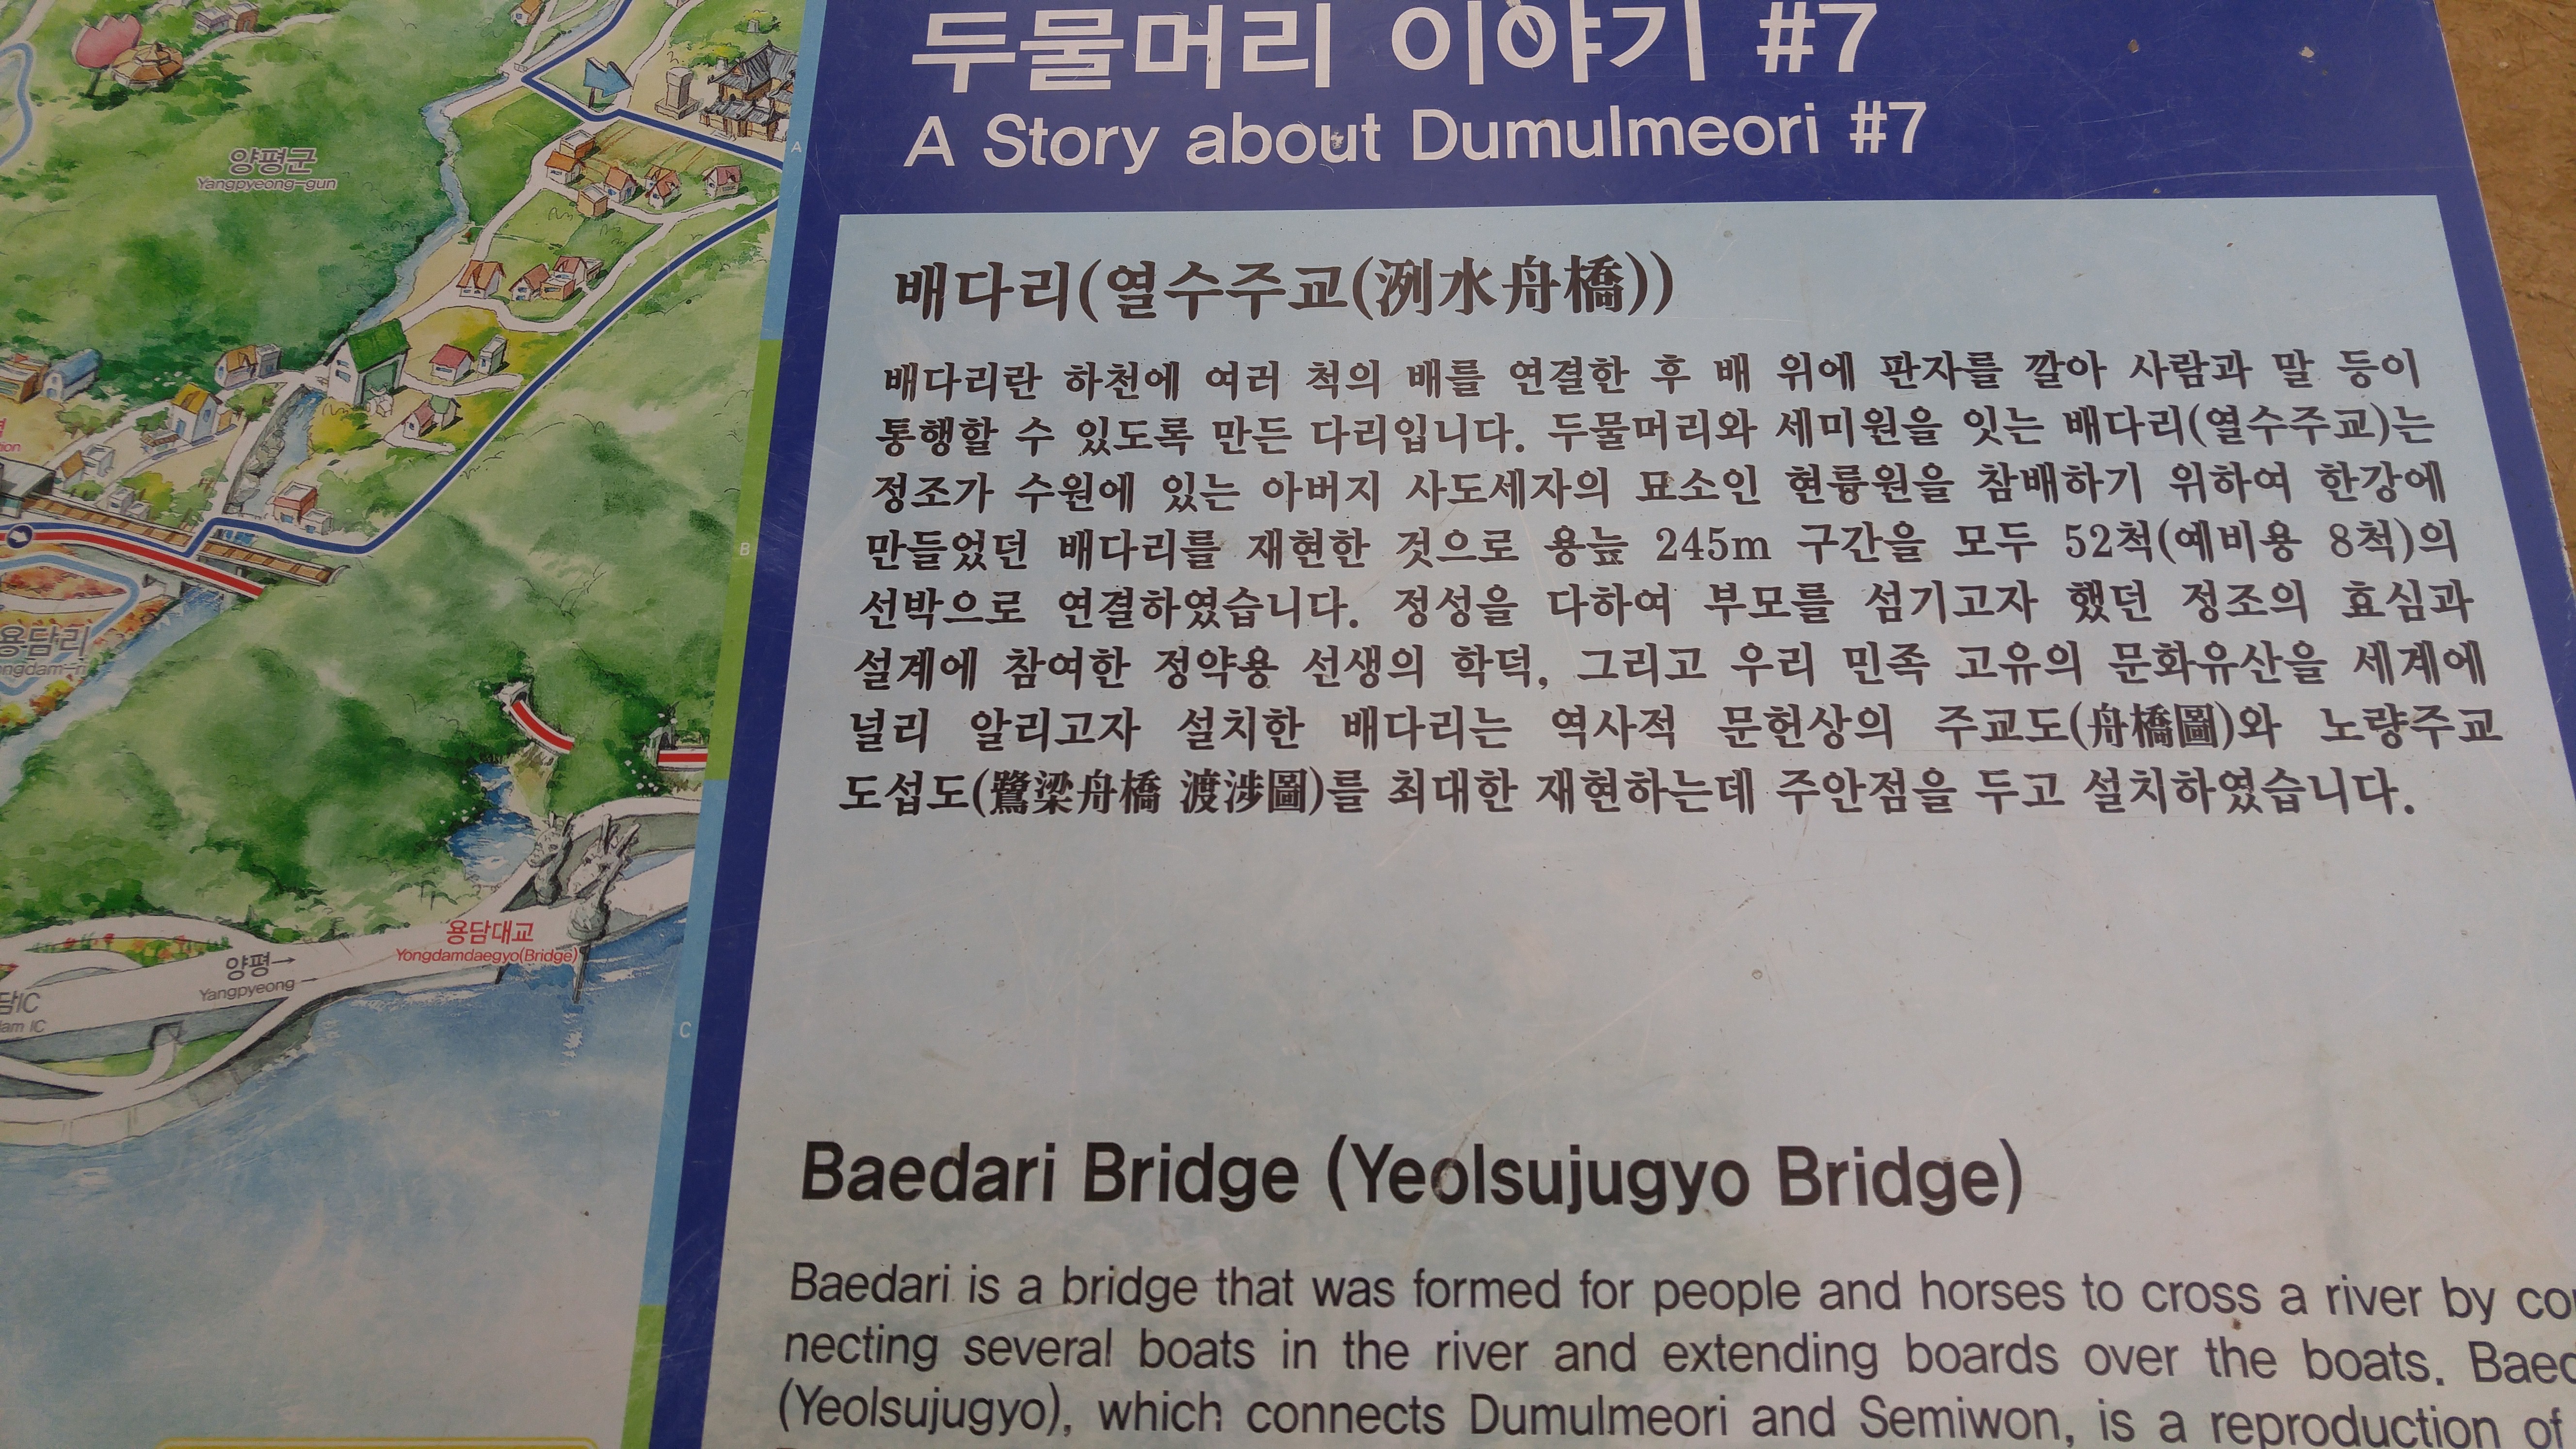 두물머리 이야기 #7
A Story about Dumulmeori #7
배다리(열수주교(洌水舟橋))
배다리란 하천에 여러 척의 배를 연결한 후 배 위에 판자를 깔아 사람과 말 등이
통행할 수 있도록 만든 다리입니다. 두물머리와 세미원을 잇는 배다리(열수주교)는
정조가 수원에 있는 아버지 사도세자의 묘소인 현륭원을 참배하기 위하여 한강에
만들었던 배다리를 재현한 것으로 용늪 245m 구간을 모두 52척(예비용 8척)의
선박으로 연결하였습니다. 정성을 다하여 부모를 섬기고자 했던 정조의 효심과
설계에 참여한 정약용 선생의 학덕, 그리고 우리 민족 고유의 문화유산을 세계에
널리 알리고자 설치한 배다리는 역사적 문헌상의 주교도(舟橋圖)와 노량주교
도섭도(鷺梁舟橋 渡涉圖)를 최대한 재현하는데 주안점을 두고 설치하였습니다.
Baedari Bridge (Yeolsujugyo Bridge)
Baedari is a bridge that was formed for people and horses to cross a river by
necting several boats in the river and extending boards over the boats.
(Yeolsujugyo), which connects Dumulmeori and Semiwon, is a reproduction of
양평군
Yangpyeong-gun
A
B
용담리
용담대교
Yongdamdaegyo(Bridge)
양평→
Yangpyeong→
IC
IC
C